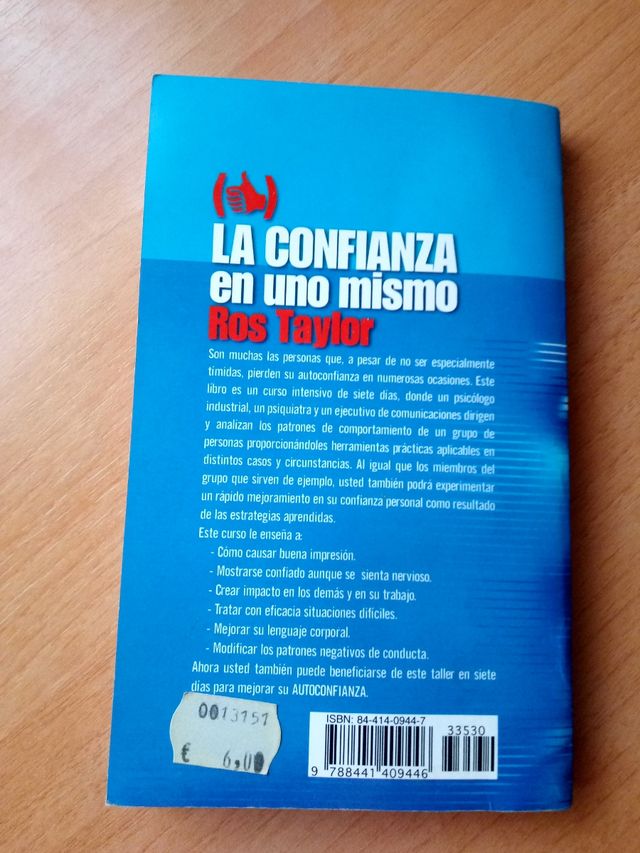 LA CONFIANZA
en uno mismo
Ros Taylor
Son muchas las personas que, a pesar de no ser especialmente
tímidas, pierden su autoconfianza en numerosas ocasiones. Este
libro es un curso intensivo de siete días, donde un psicólogo
industrial, un psiquiatra y un ejecutivo de comunicaciones dirigen
y analizan los patrones de comportamiento de un grupo de
personas proporcionándoles herramientas prácticas aplicables en
distintos casos y circunstancias. Al igual que los miembros del
grupo que sirven de ejemplo, usted también podrá experimentar
un rápido mejoramiento en su confianza personal como resultado
de las estrategias aprendidas.
Este curso le enseña a:
- Cómo causar buena impresión.
- Mostrarse confiado aunque se sienta nervioso.
- Crear impacto en los demás y en su trabajo.
- Tratar con eficacia situaciones difíciles.
- Mejorar su lenguaje corporal.
- Modificar los patrones negativos de conducta.
Ahora usted también puede beneficiarse de este taller en siete
días para mejorar su AUTOCONFIANZA.
0013151
€ 6,00
ISBN: 84-414-0944-7
33530
9 788441 409446